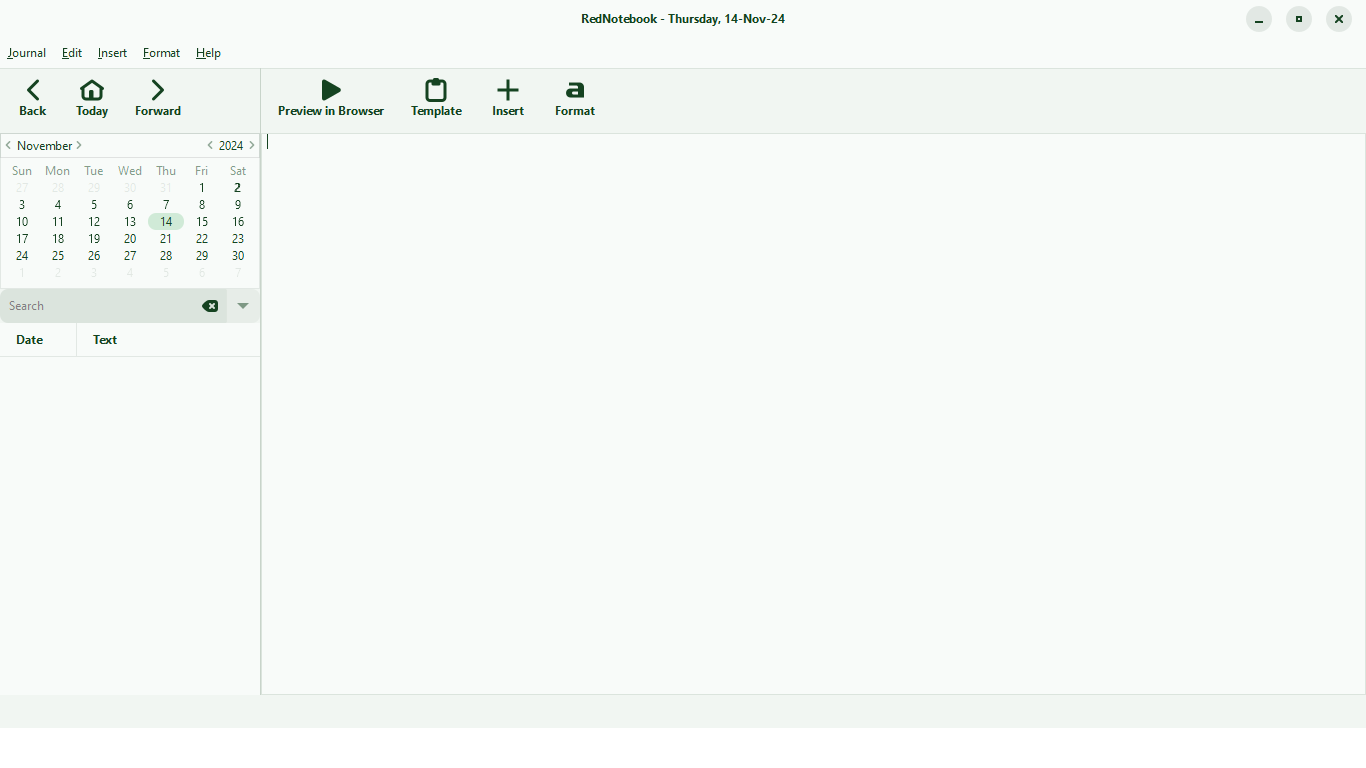 RedNotebook - Thursday, 14-Nov-24
Journal Edit Insert Format Help
Back Today Forward Preview in Browser Template Insert Format
November 2024
Sun Mon Tue Wed Thu Fri Sat
27 28 29 30 31 1 2
3 4 5 6 7 8 9
10 11 12 13 14 15 16
17 18 19 20 21 22 23
24 25 26 27 28 29 30
1 2 3 4 5 6 7
Search
Date Text